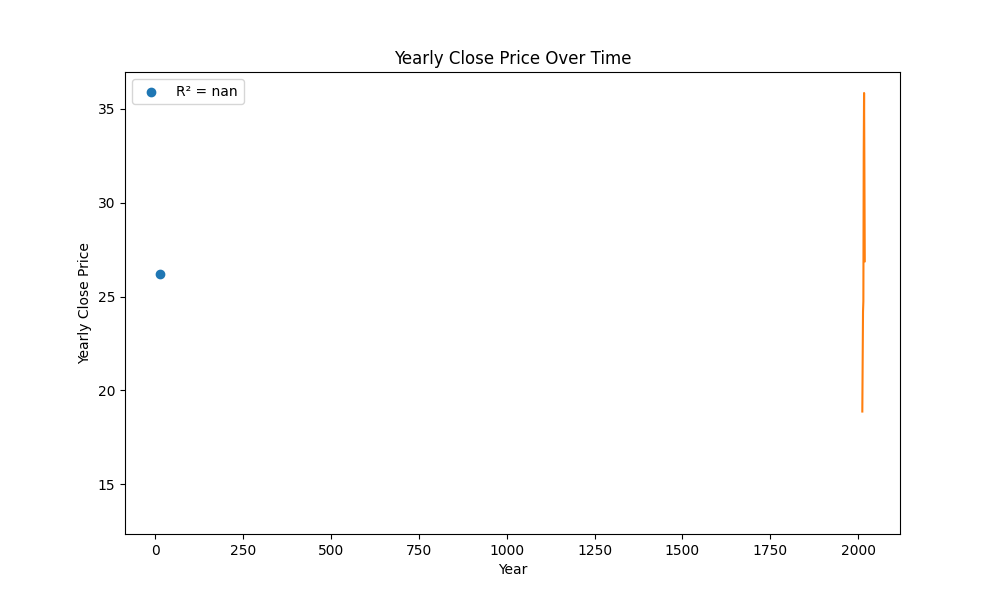 Yearly Close Price Over Time
R² = nan
35
30
25
20
15
Yearly Close Price
0 250 500 750 1000 1250 1500 1750 2000
Year